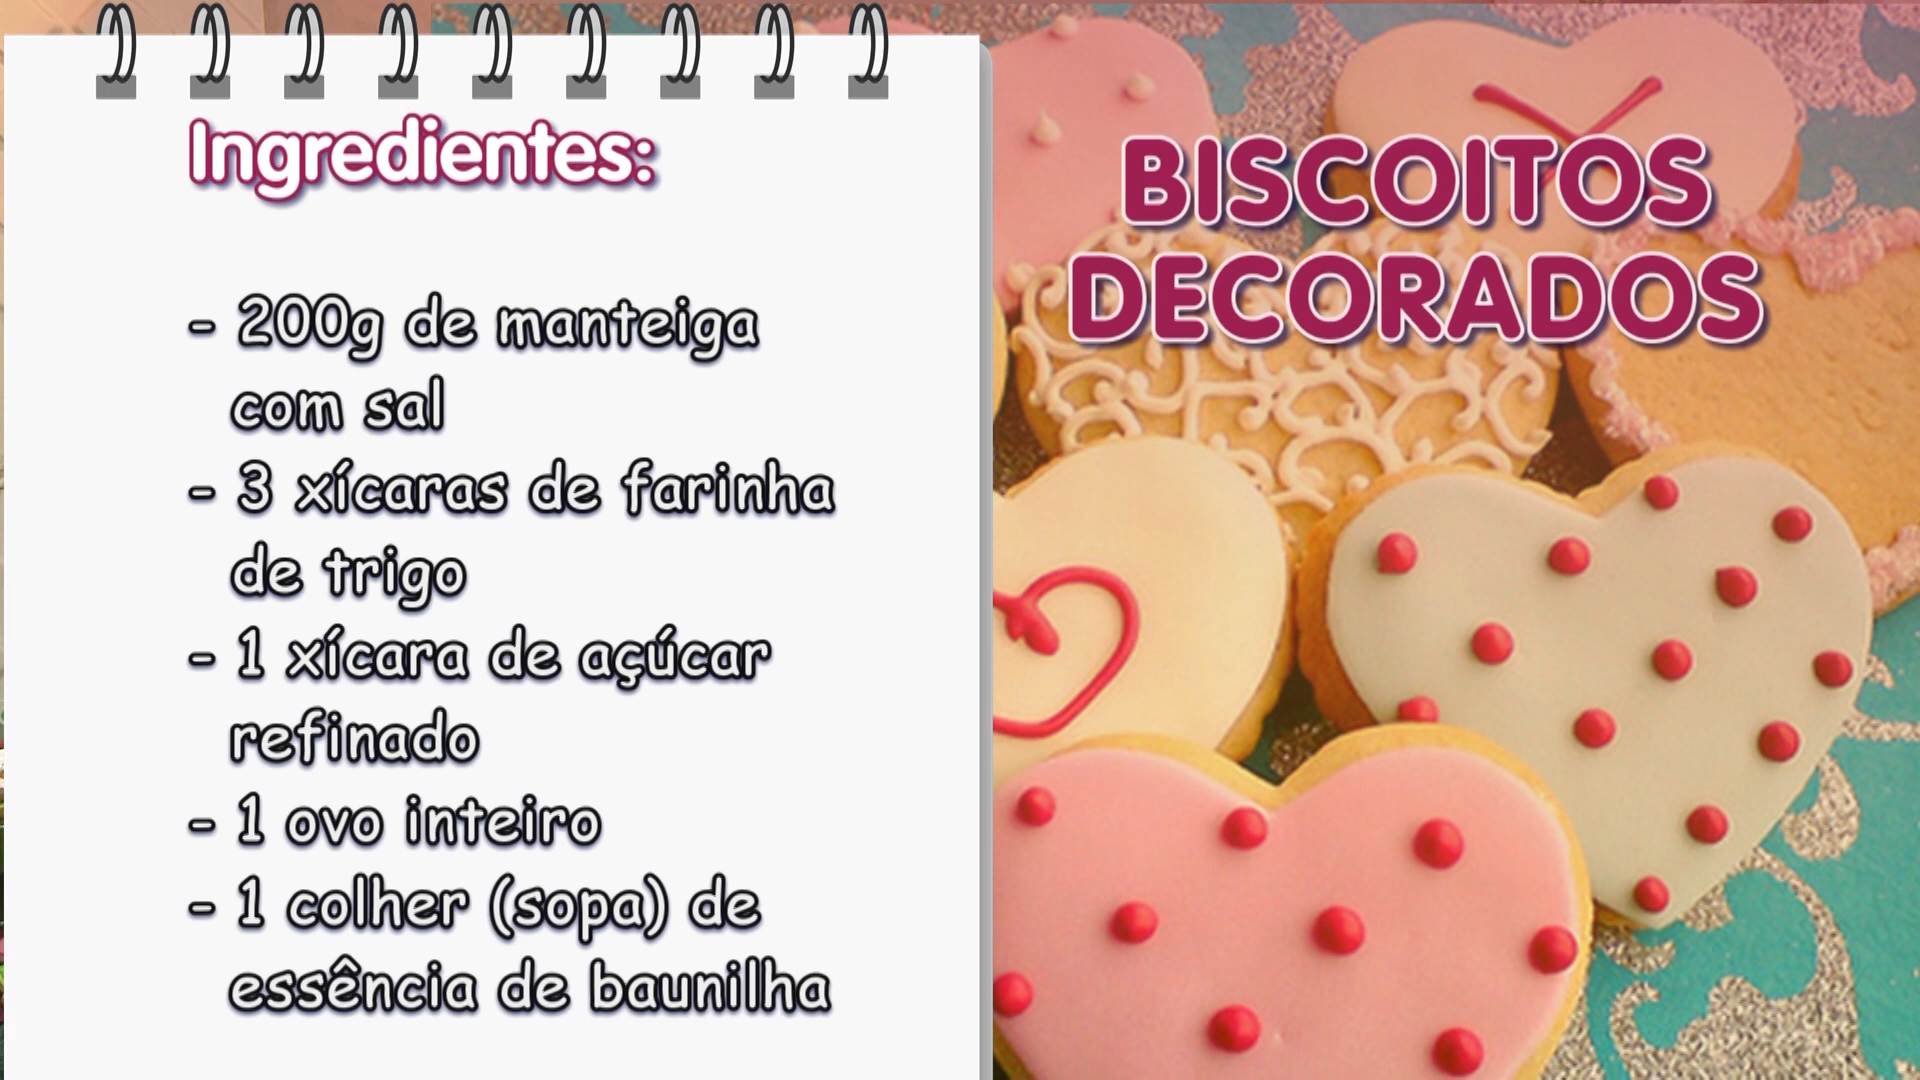 Ingredientes:
- 200g de manteiga
com sal
- 3 xícaras de farinha
de trigo
- 1 xícara de açúcar
refinado
- 1 ovo inteiro
- 1 colher (sopa) de
essência de baunilha
BISCOITOS
DECORADOS